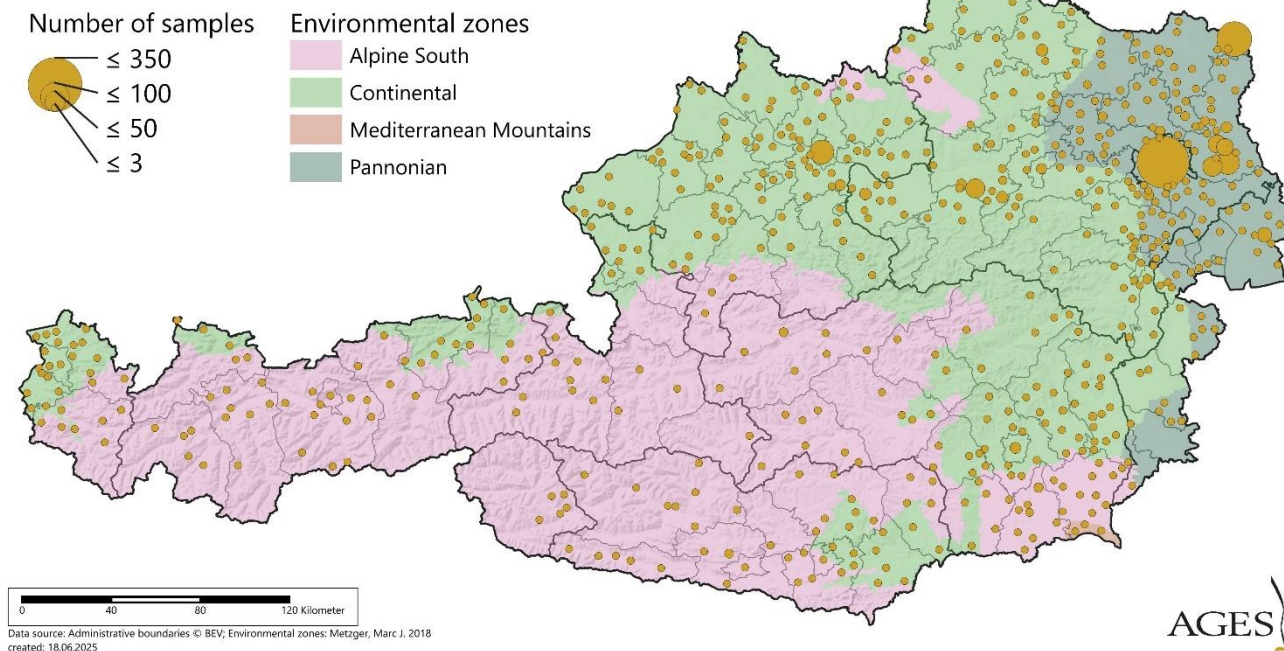 Number of samples
≤ 350
≤ 100
≤ 50
≤ 3
Environmental zones
Alpine South
Continental
Mediterranean Mountains
Pannonian
0 40 80 120 Kilometer
Data source: Administrative boundaries © BEV; Environmental zones: Metzger, Marc J. 2018
created: 18.06.2025
AGES